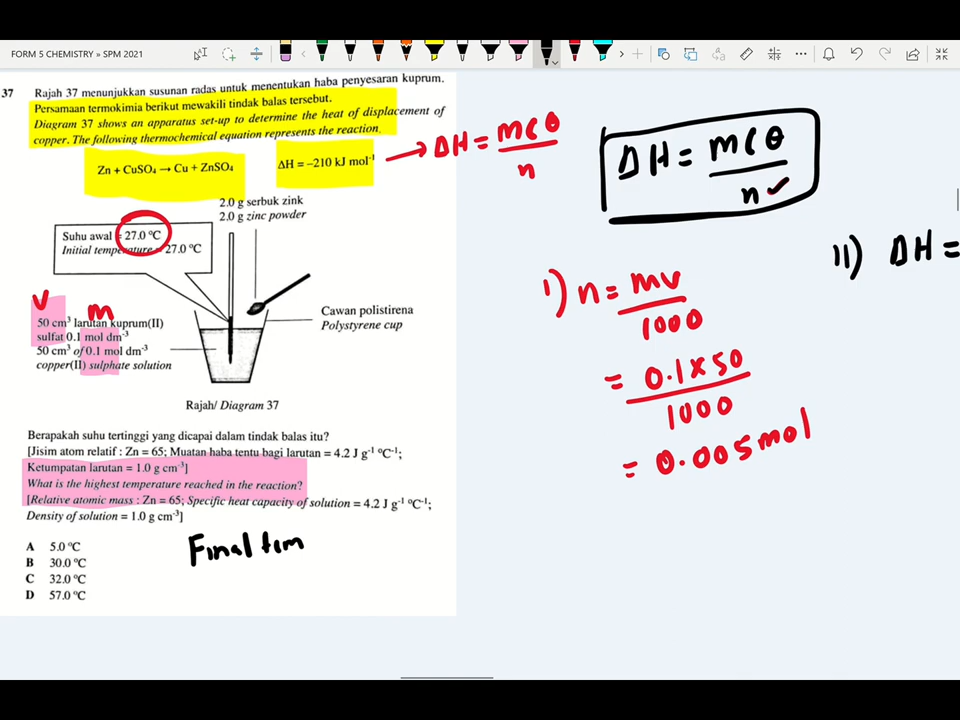 FORM 5 CHEMISTRY » SPM 2021
37 Rajah 37 menunjukkan susunan radas untuk menentukan haba penyesaran kuprum.
Persamaan termokimia berikut mewakili tindak balas tersebut.
Diagram 37 shows an apparatus set-up to determine the heat of displacement of
copper. The following thermochemical equation represents the reaction.
Zn + CuSO₄ → Cu + ZnSO₄ ΔH = –210 kJ mol⁻¹
2.0 g serbuk zink
2.0 g zinc powder
Suhu awal = 27.0 °C
Initial temperature = 27.0 °C
V
m
50 cm³ larutan kuprum(II)
sulfat 0.1 mol dm⁻³
50 cm³ of 0.1 mol dm⁻³
copper(II) sulphate solution
Cawan polistirena
Polystyrene cup
Rajah/ Diagram 37
Berapakah suhu tertinggi yang dicapai dalam tindak balas itu?
[Jisim atom relatif : Zn = 65; Muatan haba tentu bagi larutan = 4.2 J g⁻¹ °C⁻¹;
Ketumpatan larutan = 1.0 g cm⁻³]
What is the highest temperature reached in the reaction?
[Relative atomic mass : Zn = 65; Specific heat capacity of solution = 4.2 J g⁻¹ °C⁻¹;
Density of solution = 1.0 g cm⁻³]
A 5.0 °C
B 30.0 °C
C 32.0 °C
D 57.0 °C
Final tem
→ ΔH = mcθ
n
ΔH = mcθ
n ✓
1) n = mv
1000
= 0.1 x 50
1000
= 0.005 mol
11) ΔH =